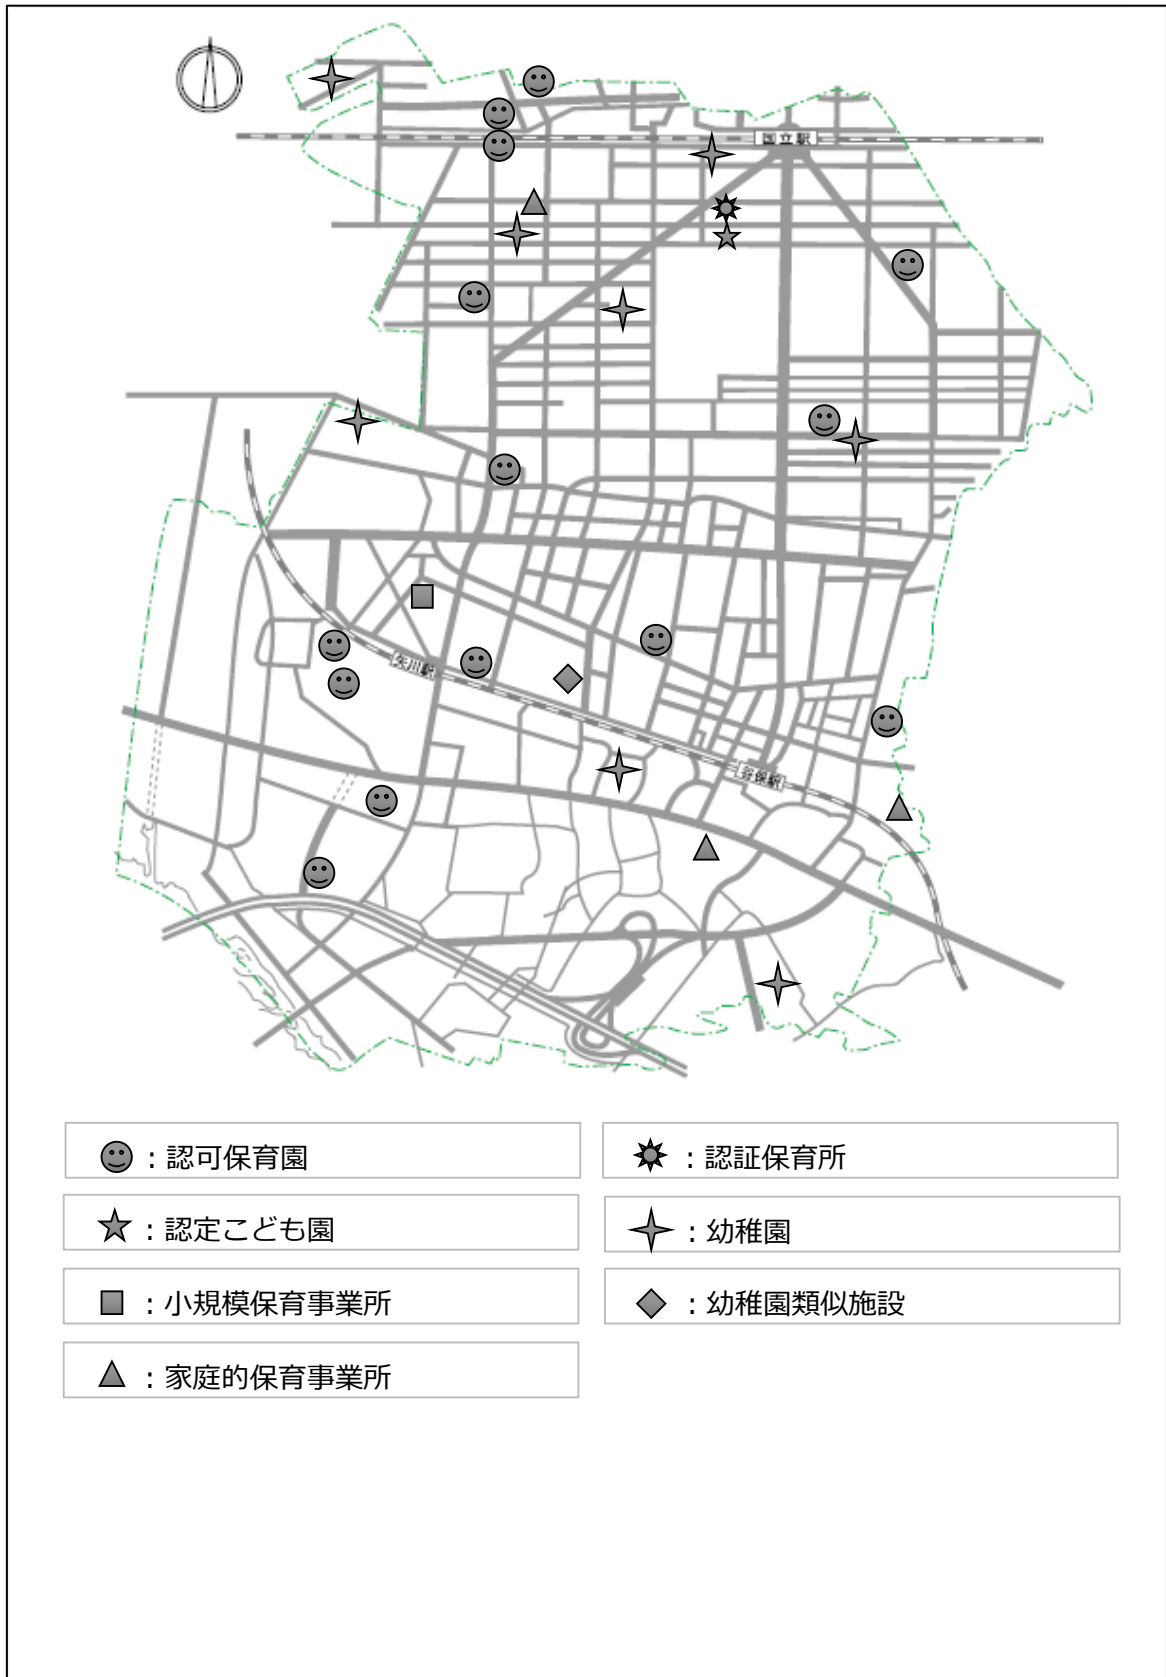 国立駅
矢川駅
谷保駅
：認可保育園
：認証保育所
：認定こども園
：幼稚園
：小規模保育事業所
：幼稚園類似施設
：家庭的保育事業所